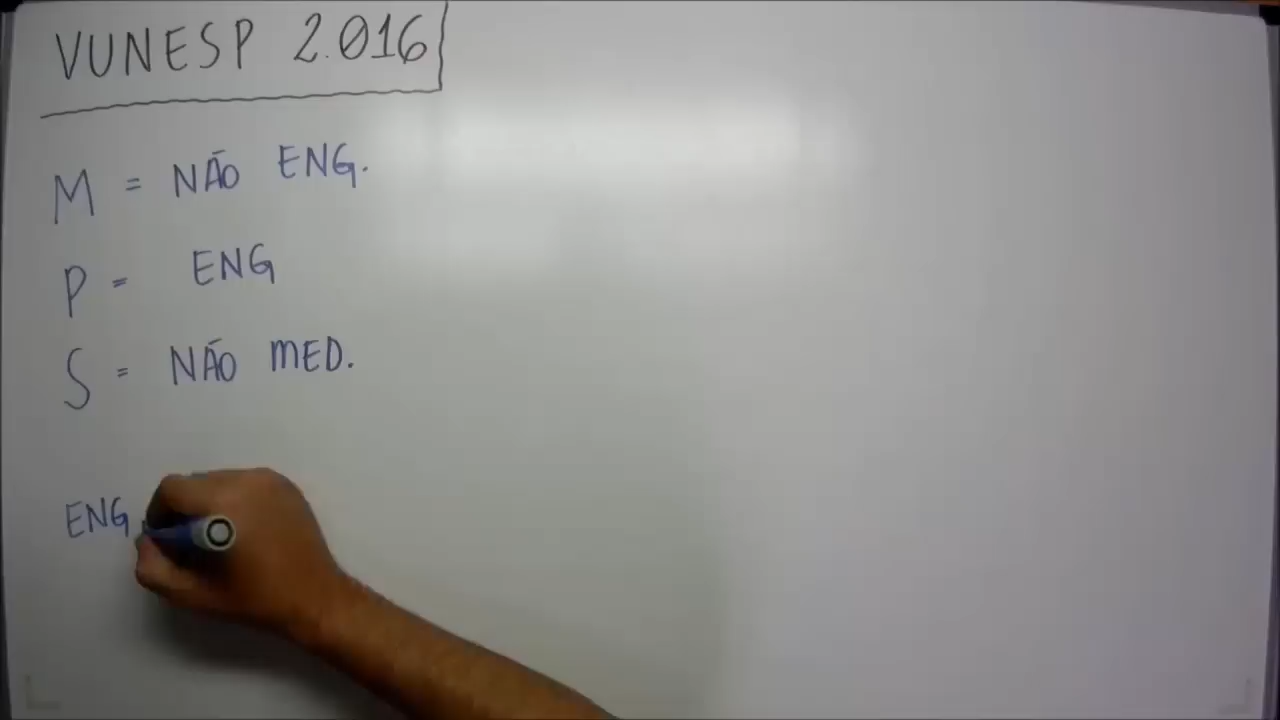 VUNESP 2.016
M = NÃO ENG.
P = ENG
S = NÃO MED.
ENG